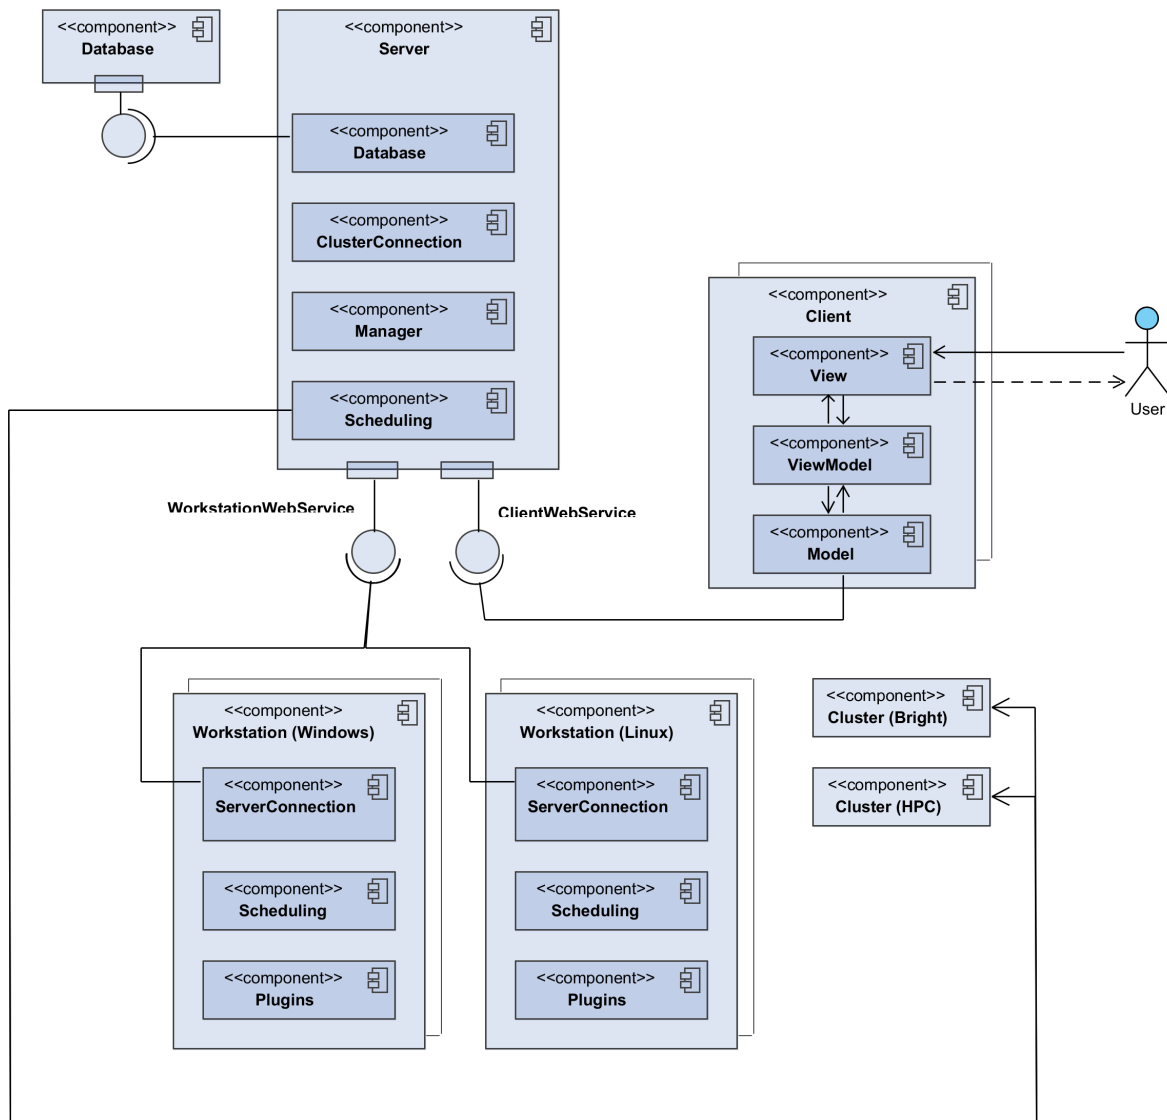 <<component>>
Database
<<component>>
Server
<<component>>
Database
<<component>>
ClusterConnection
<<component>>
Manager
<<component>>
Scheduling
WorkstationWebService
ClientWebService
<<component>>
Client
<<component>>
View
<<component>>
ViewModel
<<component>>
Model
User
<<component>>
Workstation (Windows)
<<component>>
ServerConnection
<<component>>
Scheduling
<<component>>
Plugins
<<component>>
Workstation (Linux)
<<component>>
ServerConnection
<<component>>
Scheduling
<<component>>
Plugins
<<component>>
Cluster (Bright)
<<component>>
Cluster (HPC)